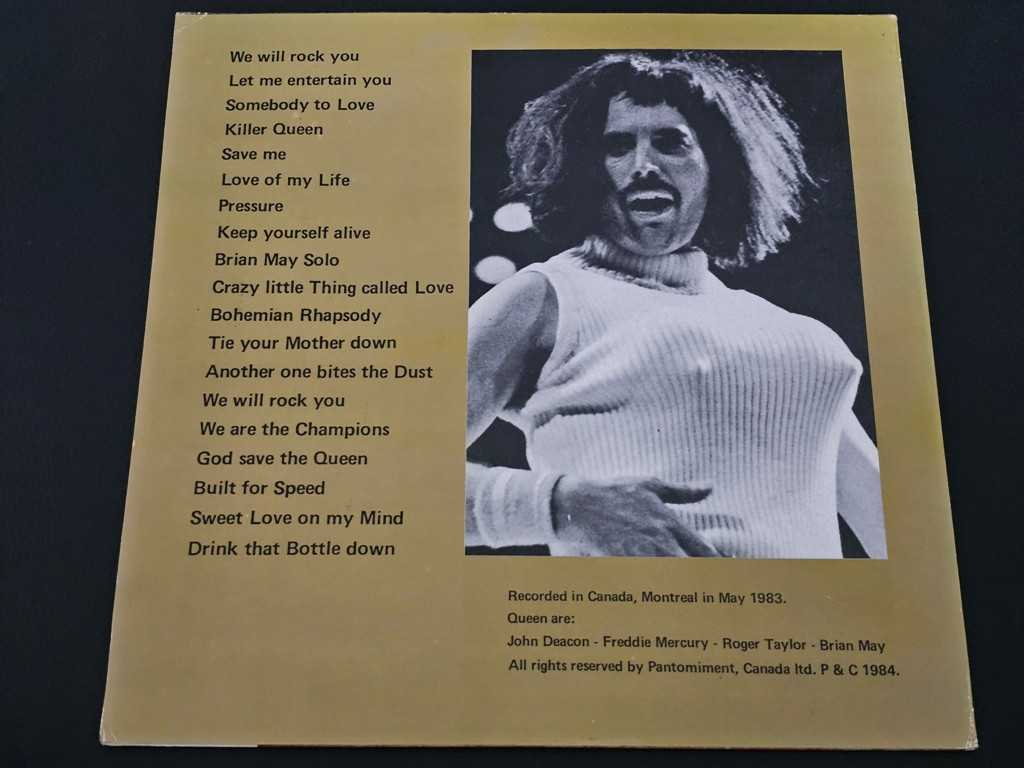 We will rock you
Let me entertain you
Somebody to Love
Killer Queen
Save me
Love of my Life
Pressure
Keep yourself alive
Brian May Solo
Crazy little Thing called Love
Bohemian Rhapsody
Tie your Mother down
Another one bites the Dust
We will rock you
We are the Champions
God save the Queen
Built for Speed
Sweet Love on my Mind
Drink that Bottle down
Recorded in Canada, Montreal in May 1983.
Queen are:
John Deacon - Freddie Mercury - Roger Taylor - Brian May
All rights reserved by Pantomiment, Canada ltd. P & C 1984.